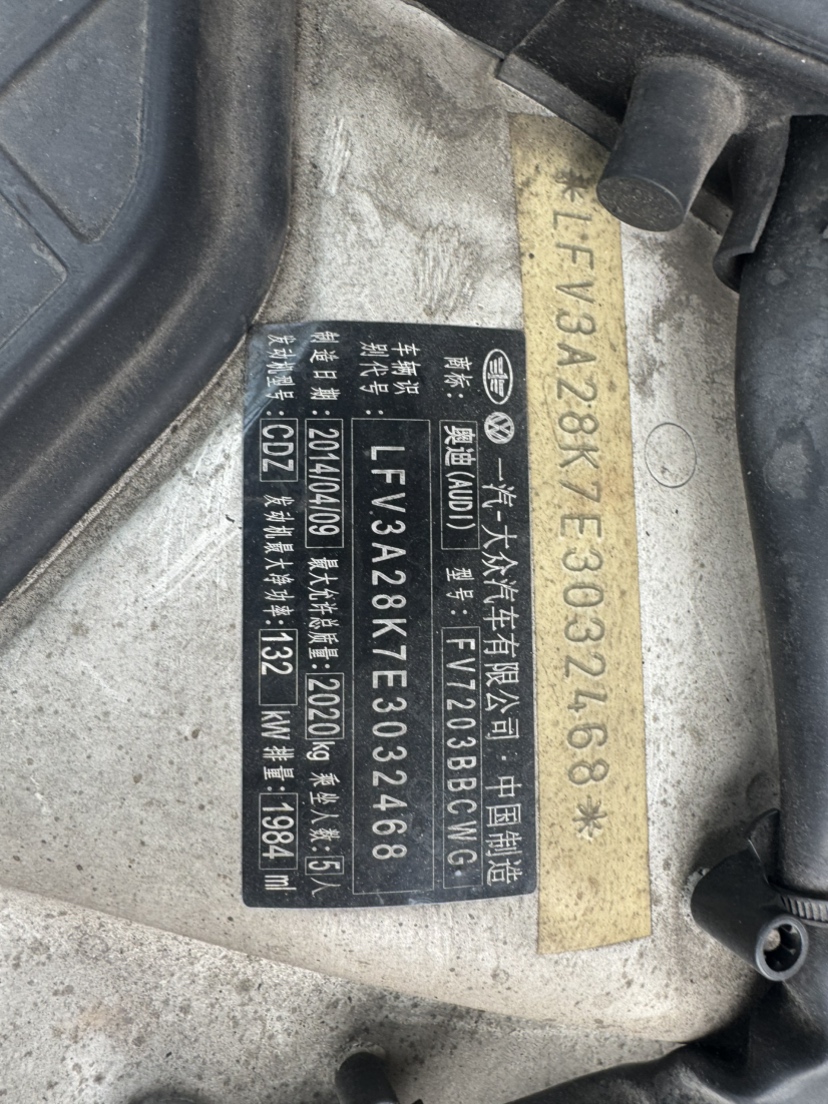 *LFV3A28K7E3032468*
一汽-大众汽车有限公司·中国制造
商标: 奥迪(AUDI) 型号: FV7203BBCWG·
车辆识
别代号: LFV3A28K7E3032468
制造日期: 2014/04/09 最大允许总质量: 2020kg 乘坐人数: 5人
发动机型号: CDZ 发动机最大净功率: 132 kW 排量: 1984 ml